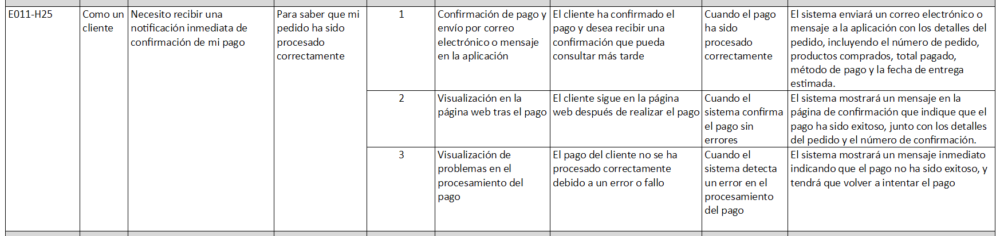 E011-H25
Como un
cliente
Necesito recibir una
notificación inmediata de
confirmación de mi pago
Para saber que mi
pedido ha sido
procesado
correctamente
1
Confirmación de pago y
envío por correo
electrónico o mensaje
en la aplicación
El cliente ha confirmado el
pago y desea recibir una
confirmación que pueda
consultar más tarde
Cuando el pago
ha sido
procesado
correctamente
El sistema enviará un correo electrónico o
mensaje a la aplicación con los detalles del
pedido, incluyendo el número de pedido,
productos comprados, total pagado,
método de pago y la fecha de entrega
estimada.
2
Visualización en la
página web tras el pago
El cliente sigue en la página
web después de realizar el pago
Cuando el
sistema confirma
el pago sin
errores
El sistema mostrará un mensaje en la
página de confirmación que indique que el
pago ha sido exitoso, junto con los detalles
del pedido y el número de confirmación.
3
Visualización de
problemas en el
procesamiento del
pago
El pago del cliente no se ha
procesado correctamente
debido a un error o fallo
Cuando el
sistema detecta
un error en el
procesamiento
del pago
El sistema mostrará un mensaje inmediato
indicando que el pago no ha sido exitoso, y
tendrá que volver a intentar el pago